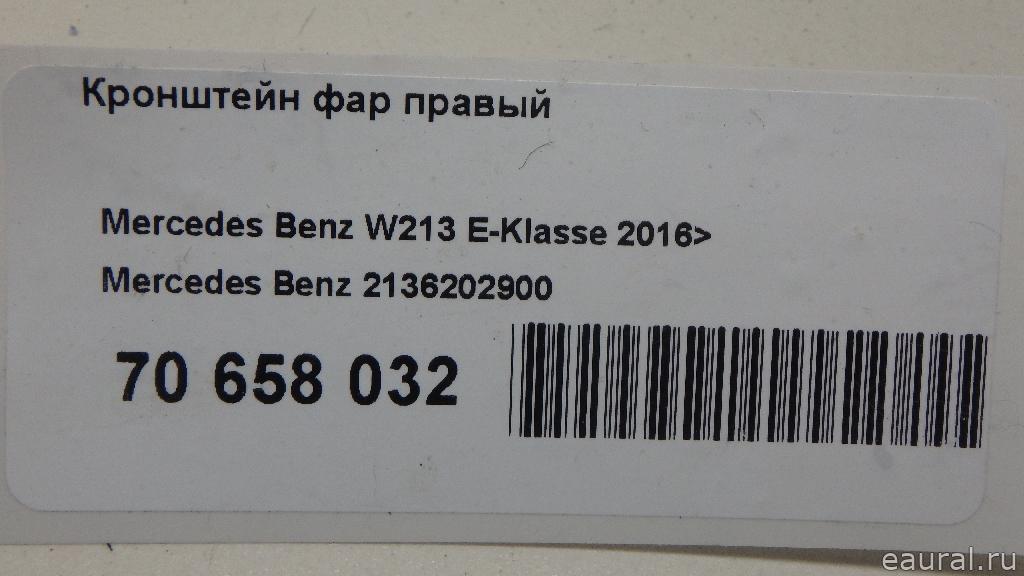 Кронштейн фар правый
Mercedes Benz W213 E-Klasse 2016>
Mercedes Benz 2136202900
70 658 032
eaural.ru